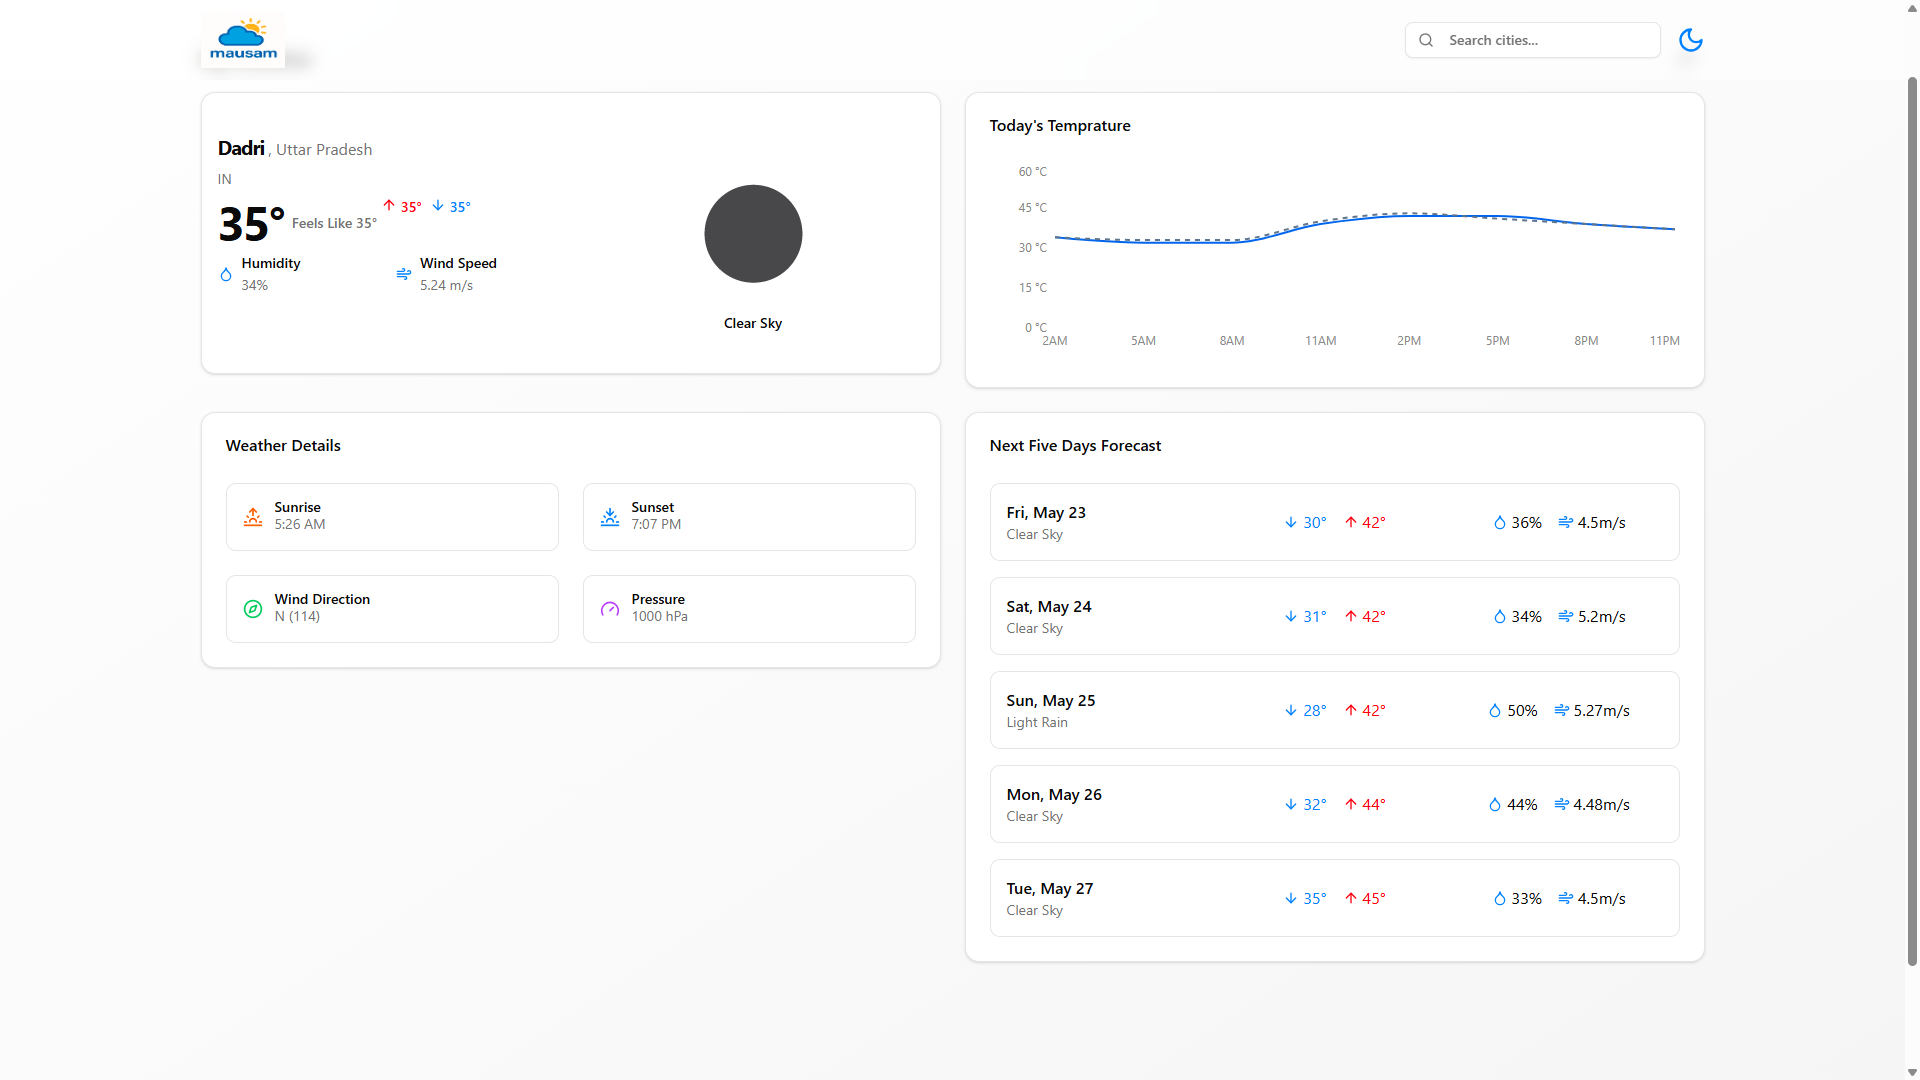 mausam
Search cities...
Dadri , Uttar Pradesh
IN
35° Feels Like 35° 35° 35°
Humidity
34%
Wind Speed
5.24 m/s
Clear Sky
Today's Temprature
60 °C
45 °C
30 °C
15 °C
0 °C
2AM 5AM 8AM 11AM 2PM 5PM 8PM 11PM
Weather Details
Sunrise
5:26 AM
Sunset
7:07 PM
Wind Direction
N (114)
Pressure
1000 hPa
Next Five Days Forecast
Fri, May 23
Clear Sky
30° 42° 36% 4.5m/s
Sat, May 24
Clear Sky
31° 42° 34% 5.2m/s
Sun, May 25
Light Rain
28° 42° 50% 5.27m/s
Mon, May 26
Clear Sky
32° 44° 44% 4.48m/s
Tue, May 27
Clear Sky
35° 45° 33% 4.5m/s